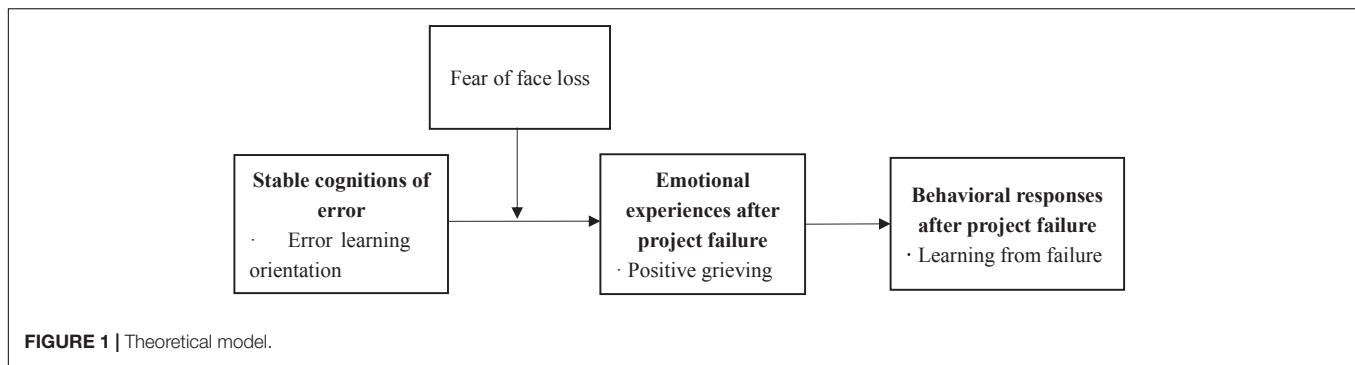 Fear of face loss
Stable cognitions of
error
· Error learning
orientation
Emotional
experiences after
project failure
· Positive grieving
Behavioral responses
after project failure
· Learning from failure
FIGURE 1 | Theoretical model.